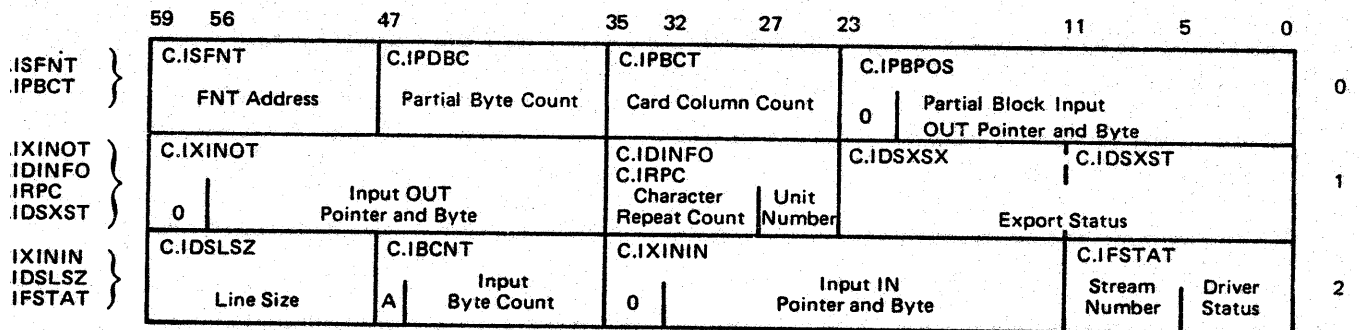 59 56 47 35 32 27 23 11 5 0
.ISFNT
.IPBCT
C.ISFNT C.IPDBC C.IPBCT C.IPBPOS
FNT Address Partial Byte Count Card Column Count 0 Partial Block Input
OUT Pointer and Byte
0
.IXINOT
.IDINFO
.IRPC
.IDSXST
C.IXINOT C.IDINFO C.IDSXSX C.IDSXST
C.IRPC
0 Input OUT Character Unit
Pointer and Byte Repeat Count Number Export Status
1
.IXININ
.IDSLSZ
.IFSTAT
C.IDSLSZ C.IBCNT C.IXININ C.IFSTAT
Line Size A Input 0 Input IN Stream Driver
Byte Count Pointer and Byte Number Status
2